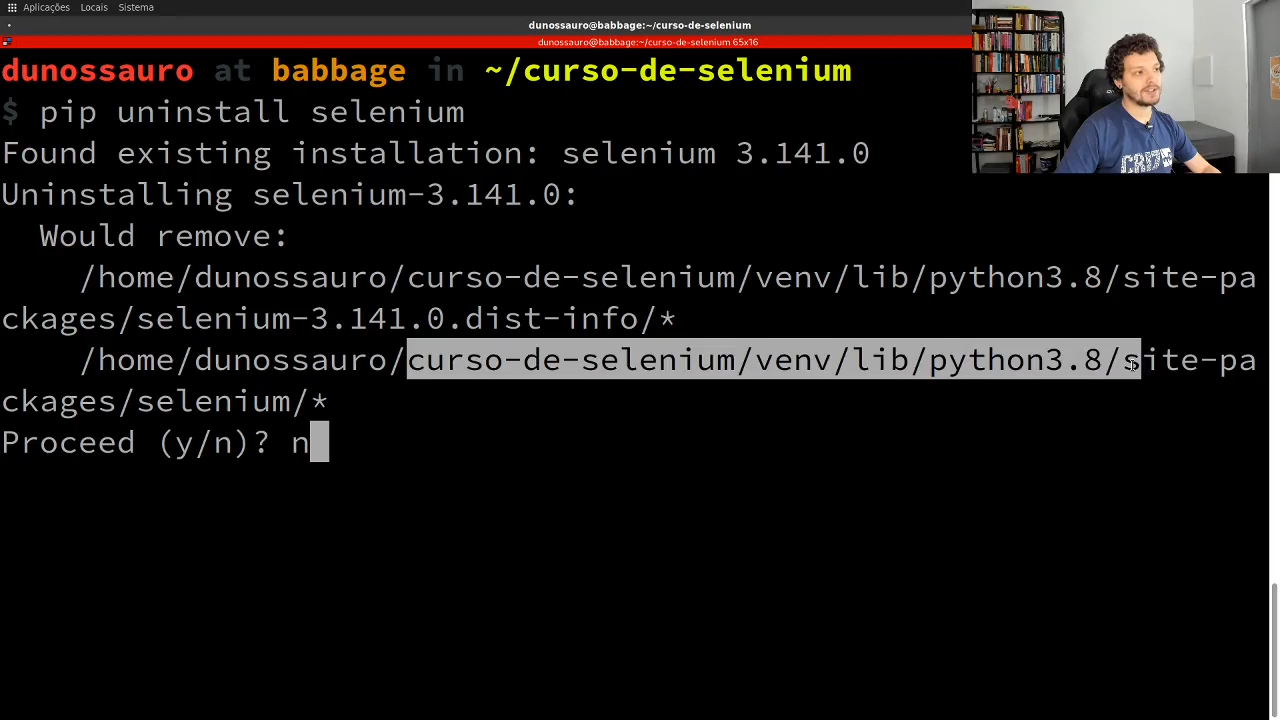 Aplicações Locais Sistema
dunossauro@babbage:~/curso-de-selenium
dunossauro@babbage:~/curso-de-selenium 65x16
dunossauro at babbage in ~/curso-de-selenium
$ pip uninstall selenium
Found existing installation: selenium 3.141.0
Uninstalling selenium-3.141.0:
Would remove:
/home/dunossauro/curso-de-selenium/venv/lib/python3.8/site-pa
ckages/selenium-3.141.0.dist-info/*
/home/dunossauro/curso-de-selenium/venv/lib/python3.8/site-pa
ckages/selenium/*
Proceed (y/n)? n